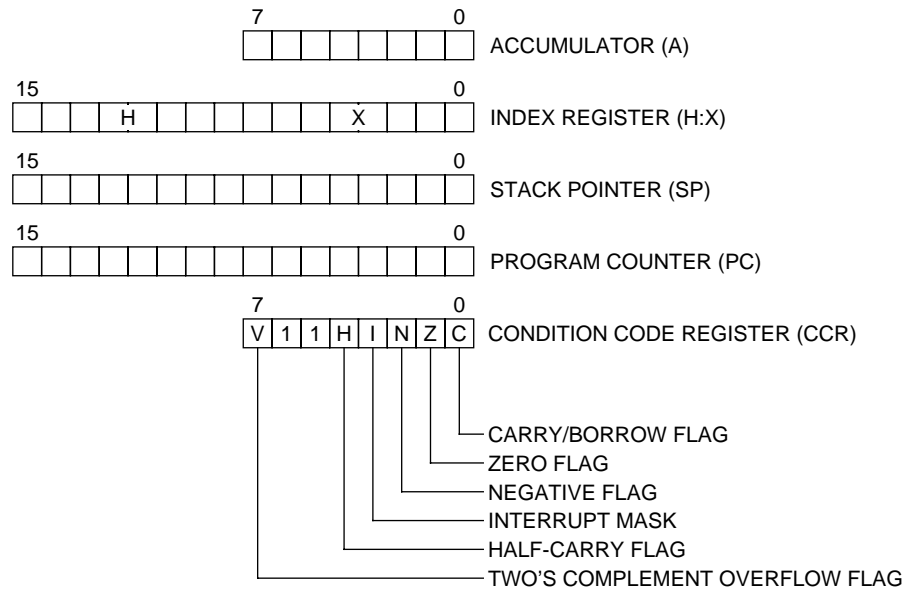 7 0
ACCUMULATOR (A)
15 0
H X INDEX REGISTER (H:X)
15 0
STACK POINTER (SP)
15 0
PROGRAM COUNTER (PC)
7 0
V 1 1 H I N Z C CONDITION CODE REGISTER (CCR)
CARRY/BORROW FLAG
ZERO FLAG
NEGATIVE FLAG
INTERRUPT MASK
HALF-CARRY FLAG
TWO'S COMPLEMENT OVERFLOW FLAG